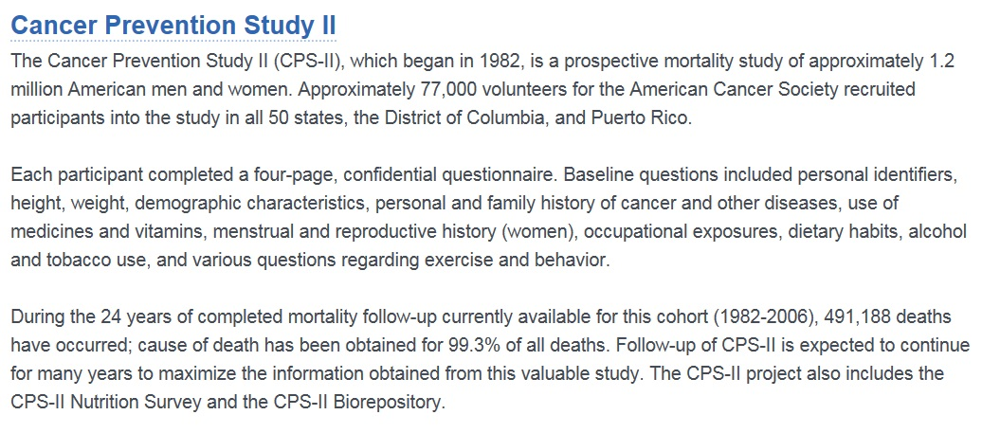 Cancer Prevention Study II
The Cancer Prevention Study II (CPS-II), which began in 1982, is a prospective mortality study of approximately 1.2
million American men and women. Approximately 77,000 volunteers for the American Cancer Society recruited
participants into the study in all 50 states, the District of Columbia, and Puerto Rico.
Each participant completed a four-page, confidential questionnaire. Baseline questions included personal identifiers,
height, weight, demographic characteristics, personal and family history of cancer and other diseases, use of
medicines and vitamins, menstrual and reproductive history (women), occupational exposures, dietary habits, alcohol
and tobacco use, and various questions regarding exercise and behavior.
During the 24 years of completed mortality follow-up currently available for this cohort (1982-2006), 491,188 deaths
have occurred; cause of death has been obtained for 99.3% of all deaths. Follow-up of CPS-II is expected to continue
for many years to maximize the information obtained from this valuable study. The CPS-II project also includes the
CPS-II Nutrition Survey and the CPS-II Biorepository.